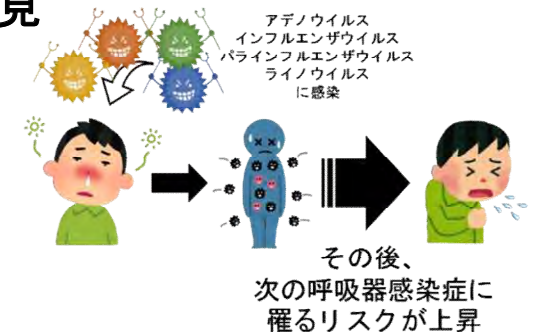 見
アデノウイルス
インフルエンザウイルス
パラインフルエンザウイルス
ライノウイルス
に感染
その後、
次の呼吸器感染症に
罹るリスクが上昇